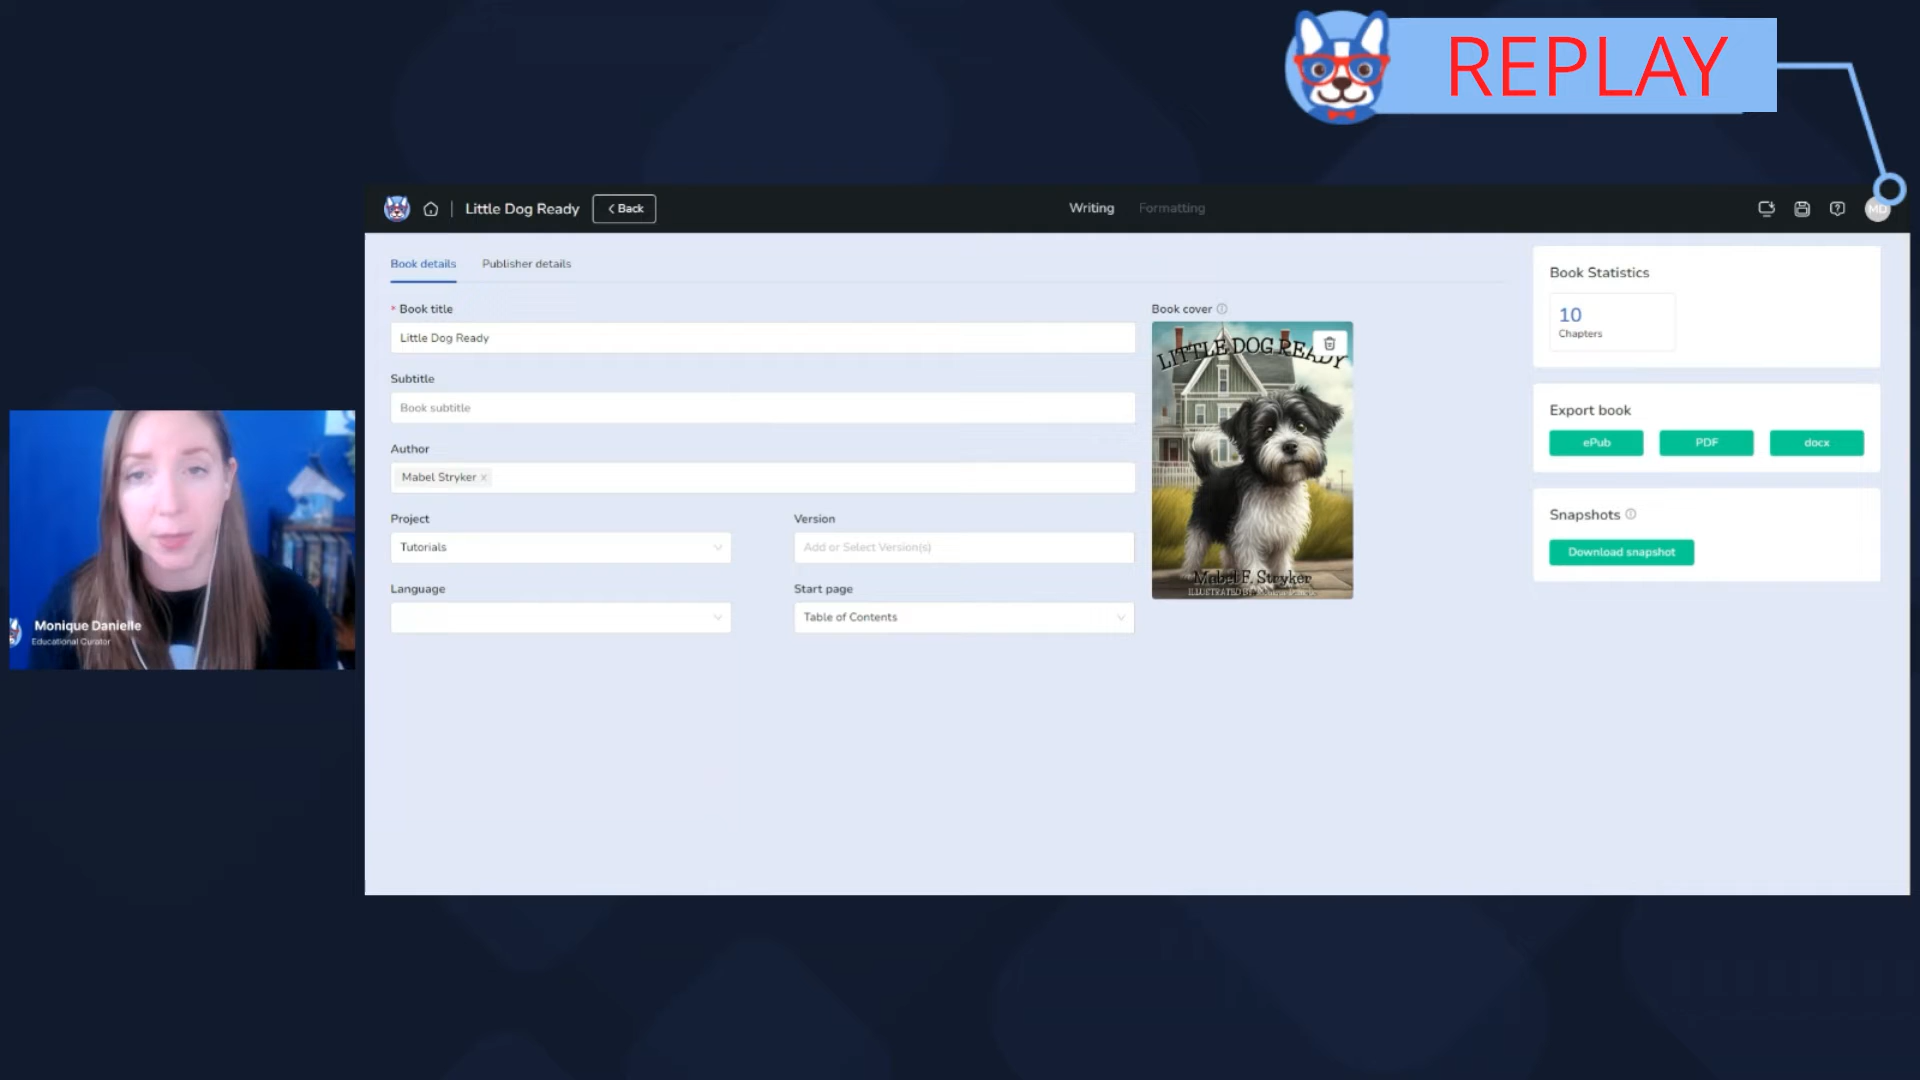 REPLAY
Little Dog Ready
Back
Writing
Formatting
MD
Book details
Publisher details
* Book title
Little Dog Ready
Subtitle
Book subtitle
Author
Mabel Stryker
Project
Tutorials
Version
Add or Select Version(s)
Language
Start page
Table of Contents
Book cover
LITTLE DOG READY
Mabel F. Stryker
ILLUSTRATED BY
Book Statistics
10
Chapters
Export book
ePub
PDF
docx
Snapshots
Download snapshot
Monique Danielle
Educational Curator